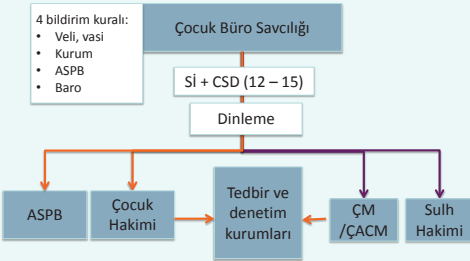 4 bildirim kuralı:
• Veli, vasi
• Kurum
• ASPB
• Baro
Çocuk Büro Savcılığı
Sİ + CSD (12 – 15)
Dinleme
ASPB
Çocuk
Hakimi
Tedbir ve
denetim
kurumları
ÇM
/ÇACM
Sulh
Hakimi